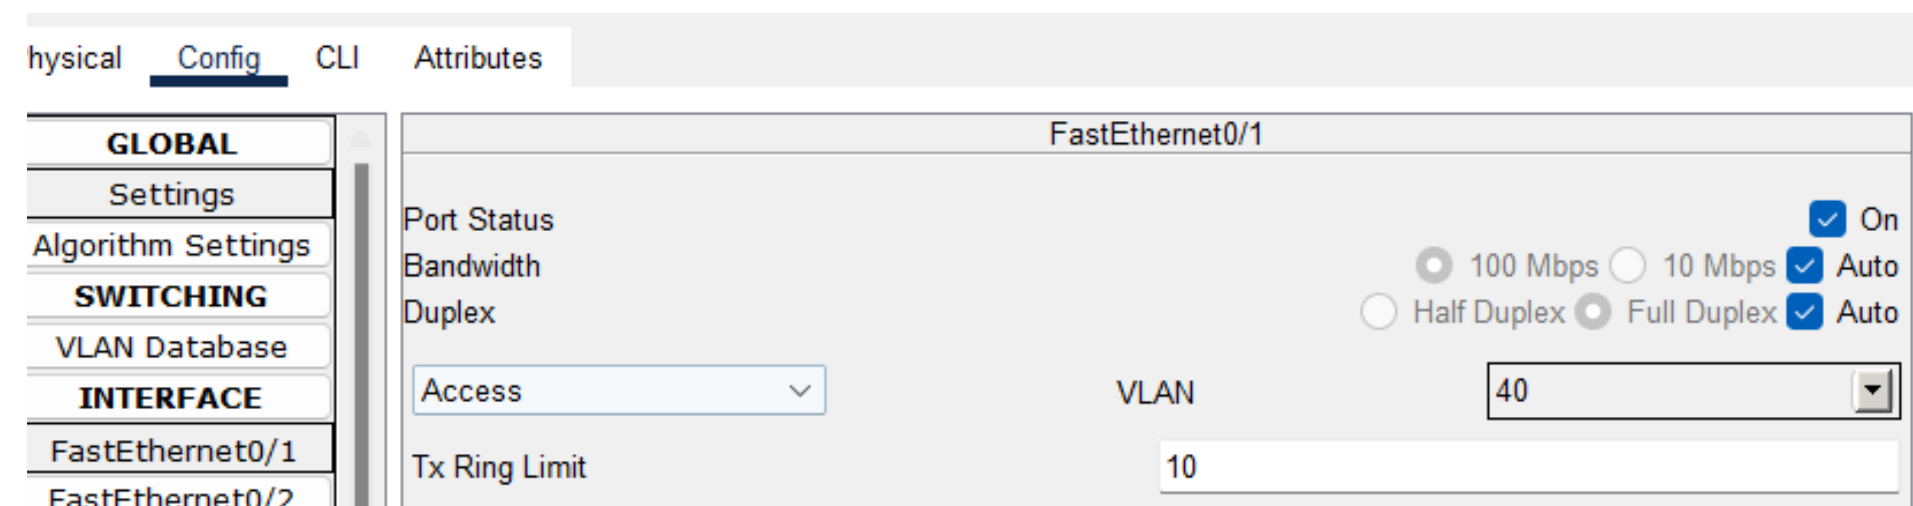 hysical Config CLI Attributes
GLOBAL
Settings
Algorithm Settings
SWITCHING
VLAN Database
INTERFACE
FastEthernet0/1
FastEthernet0/2
FastEthernet0/1
Port Status On
Bandwidth 100 Mbps 10 Mbps Auto
Duplex Half Duplex Full Duplex Auto
Access VLAN 40
Tx Ring Limit 10